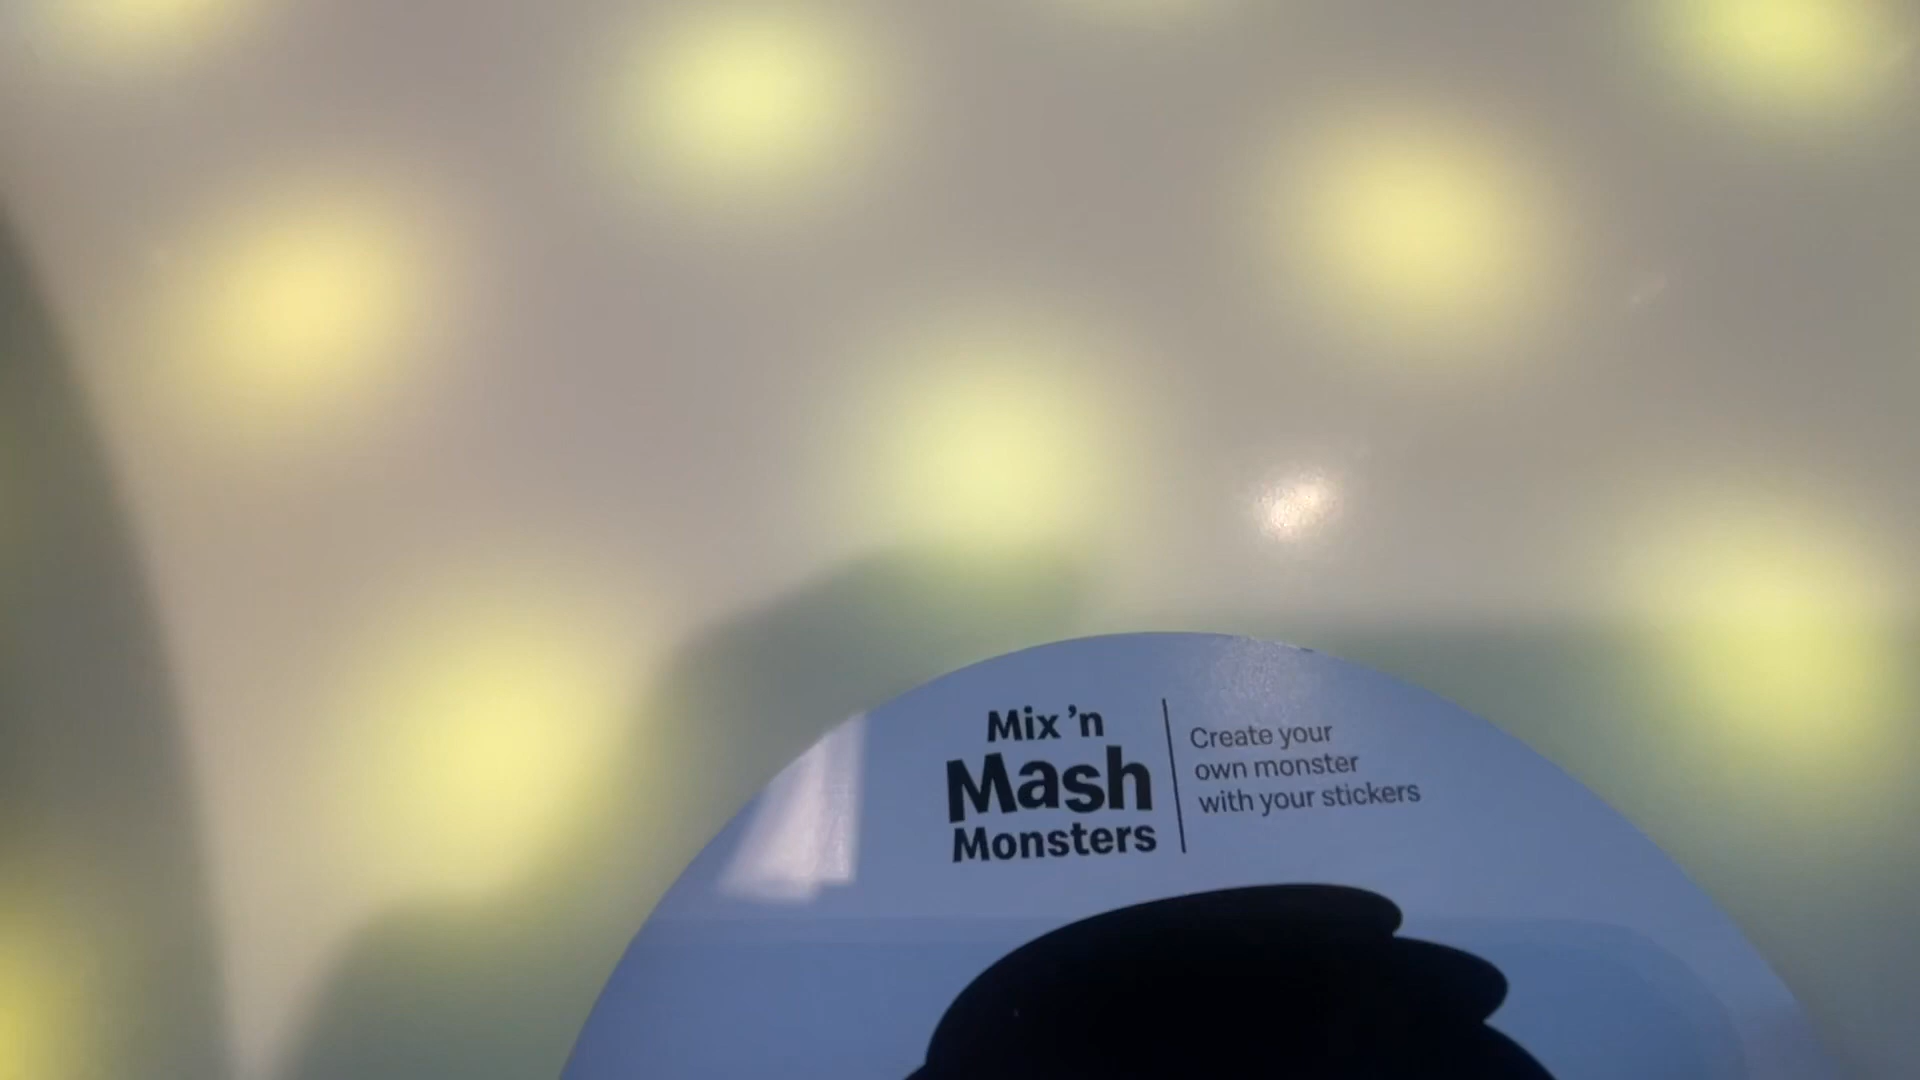 Mix 'n
Mash
Monsters
Create your
own monster
with your stickers